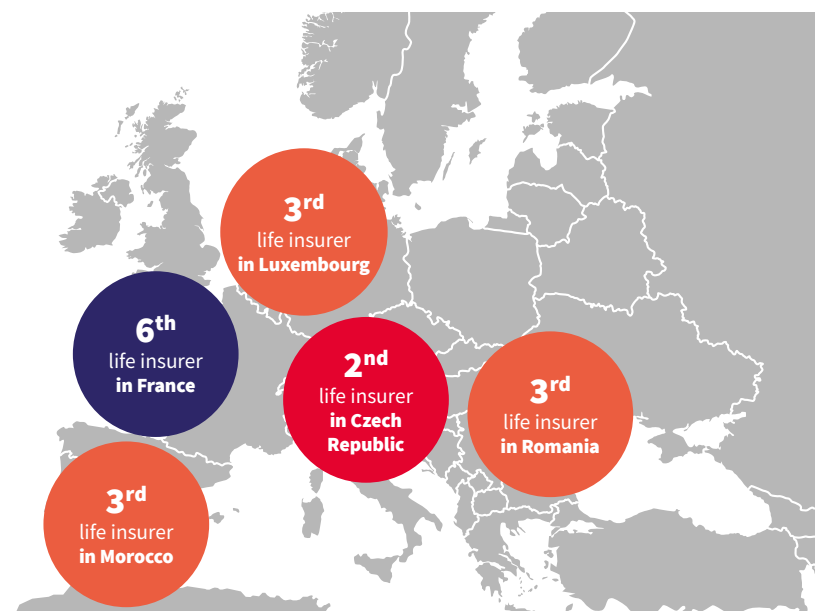 3rd
life insurer
in Luxembourg
6th
life insurer
in France
2nd
life insurer
in Czech
Republic
3rd
life insurer
in Romania
3rd
life insurer
in Morocco